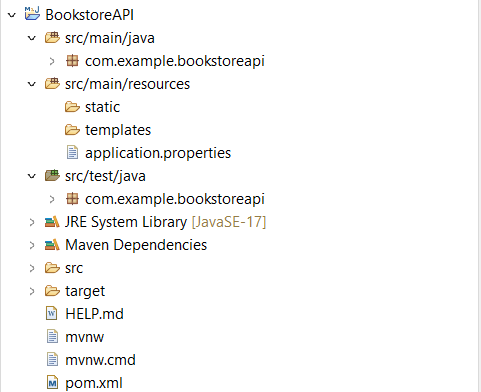 BookstoreAPI
src/main/java
com.example.bookstoreapi
src/main/resources
static
templates
application.properties
src/test/java
com.example.bookstoreapi
JRE System Library [JavaSE-17]
Maven Dependencies
src
target
HELP.md
mvnw
mvnw.cmd
pom.xml